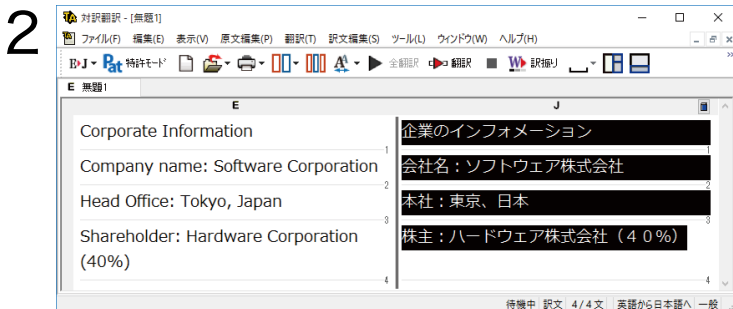 2
対訳翻訳 - [無題1]
ファイル(F) 編集(E) 表示(V) 原文編集(P) 翻訳(T) 訳文編集(S) ツール(L) ウィンドウ(W) ヘルプ(H)
E›J Pat 特許モード A 全翻訳 翻訳 W 訳振り
E 無題1
E J
Corporate Information 企業のインフォメーション
1 1
Company name: Software Corporation 会社名：ソフトウェア株式会社
2 2
Head Office: Tokyo, Japan 本社：東京、日本
3 3
Shareholder: Hardware Corporation 株主：ハードウェア株式会社（４０％）
(40%)
4 4
待機中 訳文 4/4文 英語から日本語へ 一般